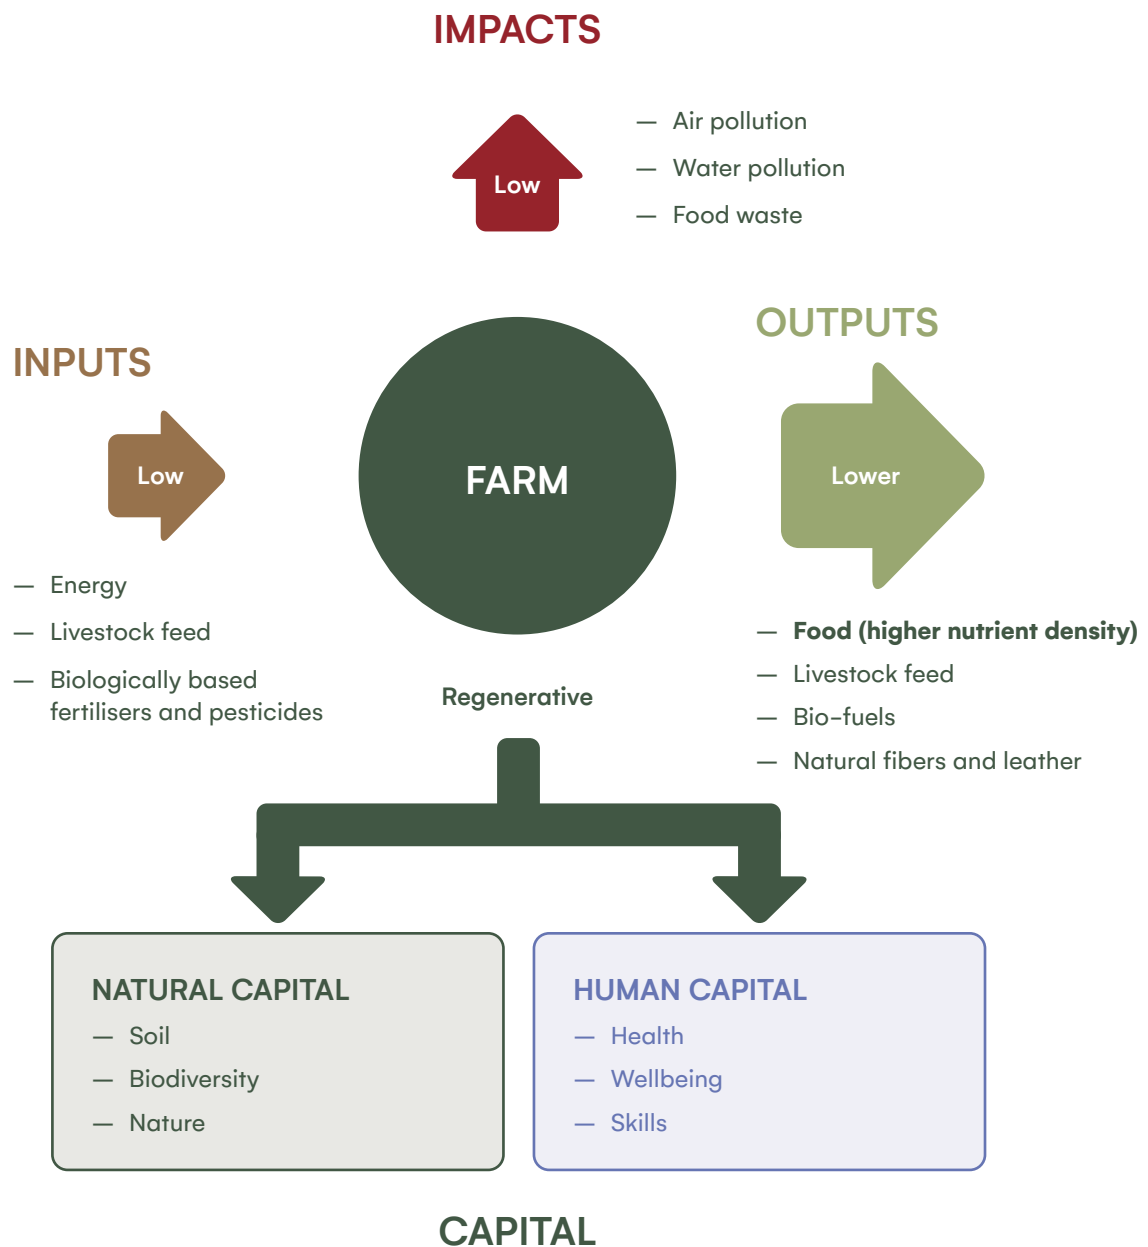 IMPACTS
Low
— Air pollution
— Water pollution
— Food waste
INPUTS
Low
— Energy
— Livestock feed
— Biologically based
fertilisers and pesticides
FARM
Regenerative
OUTPUTS
Lower
— Food (higher nutrient density)
— Livestock feed
— Bio-fuels
— Natural fibers and leather
NATURAL CAPITAL
— Soil
— Biodiversity
— Nature
HUMAN CAPITAL
— Health
— Wellbeing
— Skills
CAPITAL